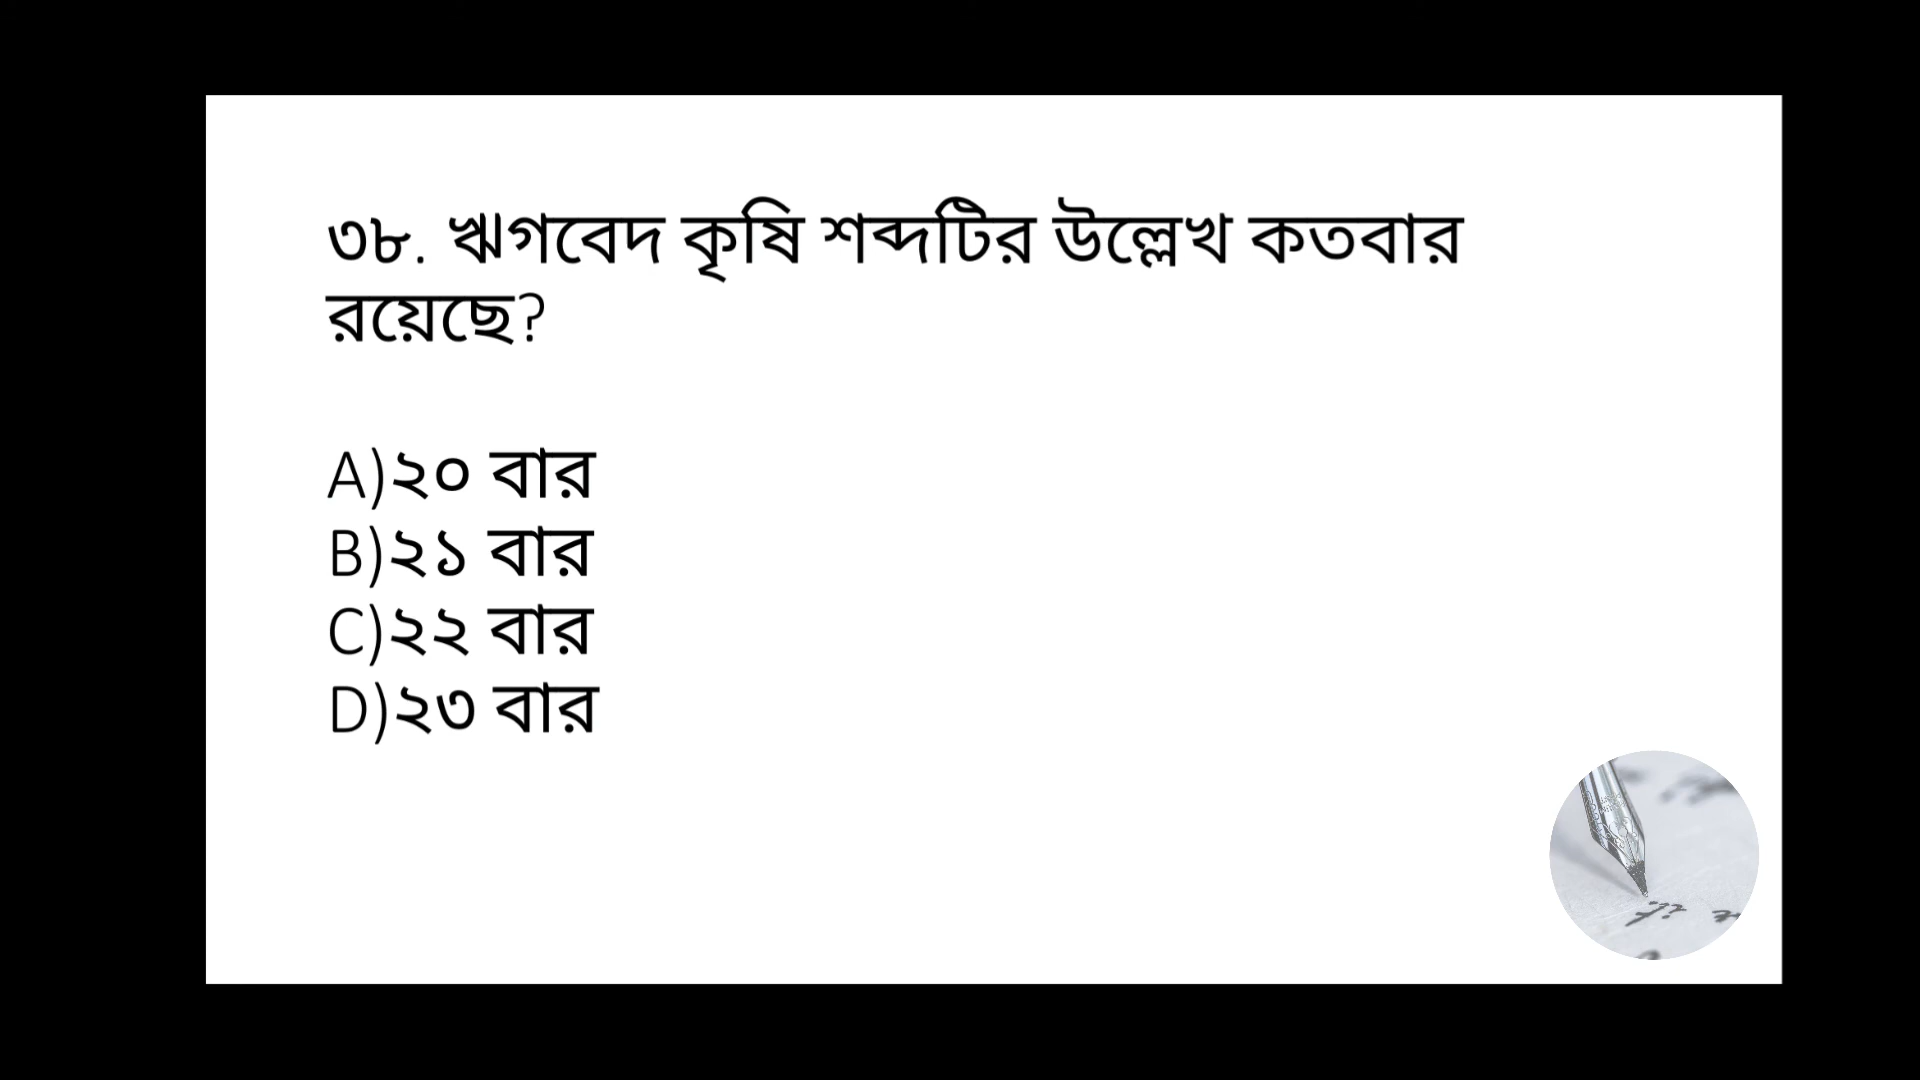 ৩৮. ঋগবেদ কৃষি শব্দটির উল্লেখ কতবার
রয়েছে?
A)২০ বার
B)২১ বার
C)২২ বার
D)২৩ বার